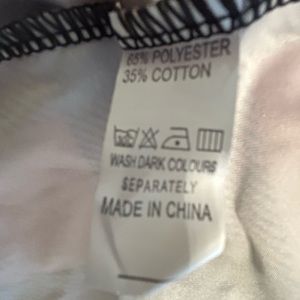 65% POLYESTER
35% COTTON
WASH DARK COLOURS
SEPARATELY
MADE IN CHINA